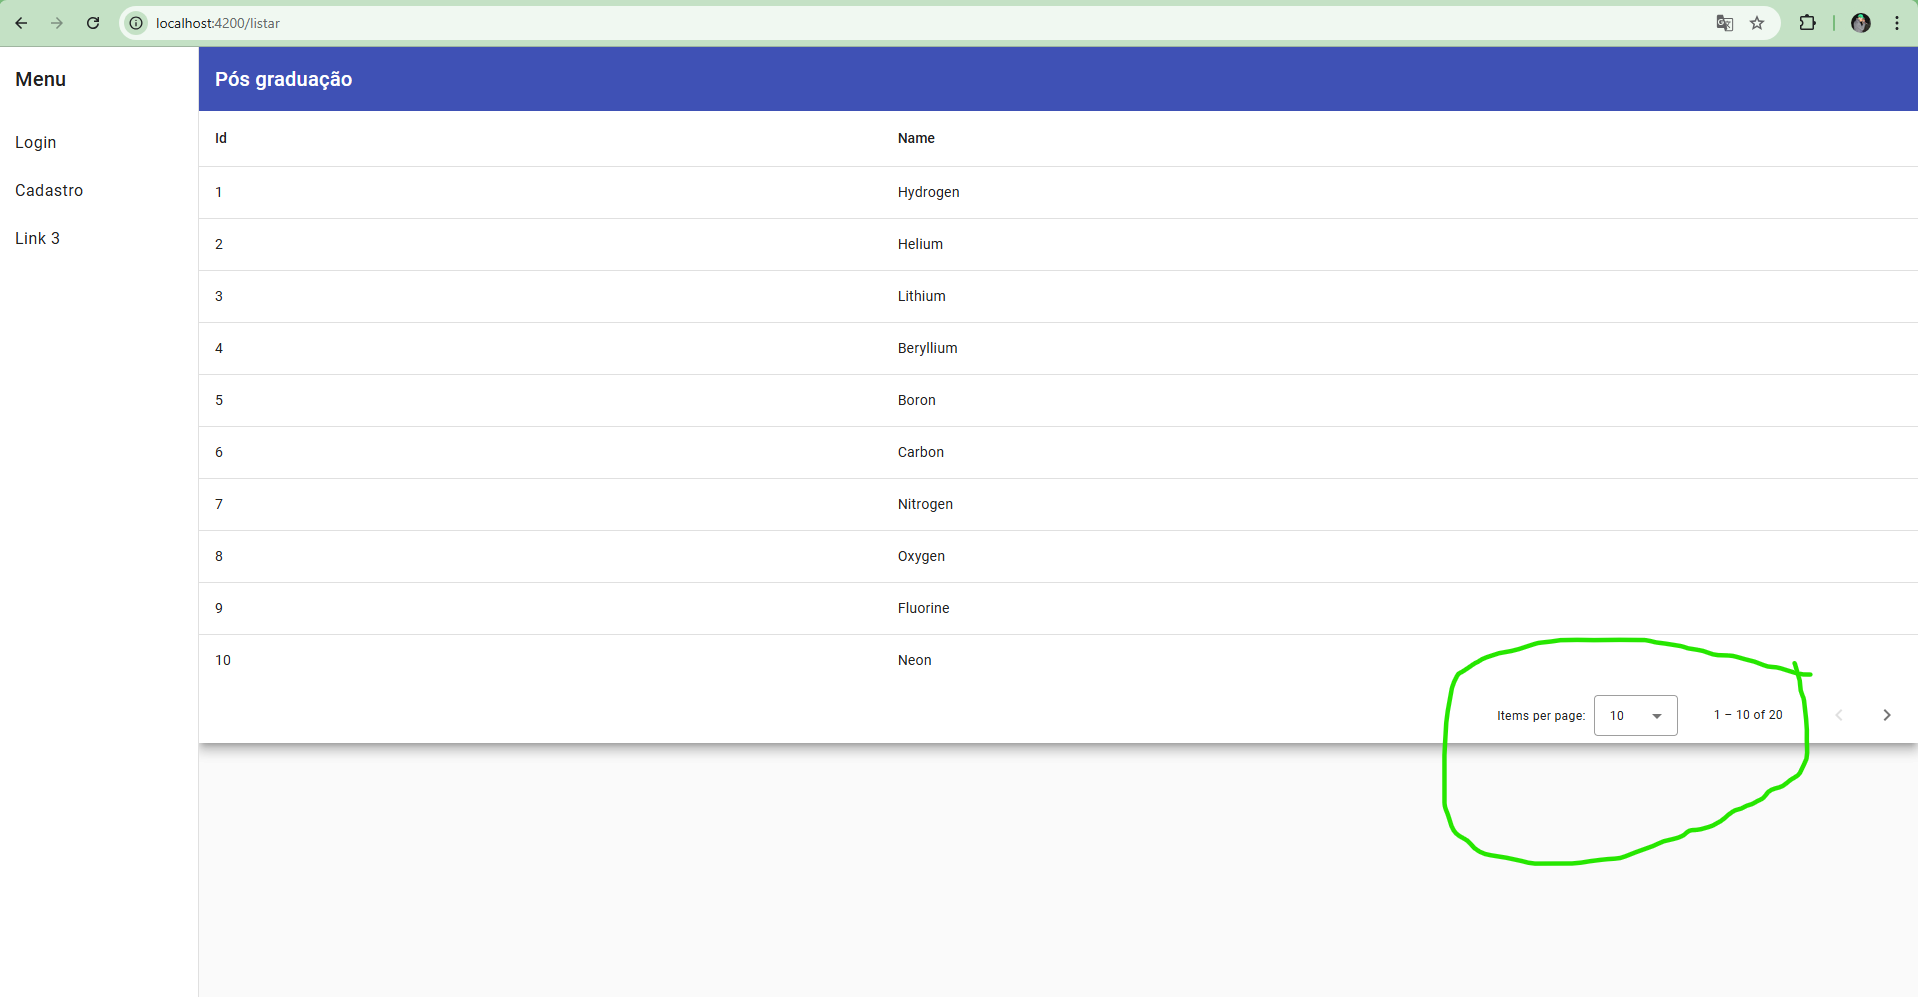 localhost:4200/listar
Menu
Pós graduação
Login
Cadastro
Link 3
Id Name
1 Hydrogen
2 Helium
3 Lithium
4 Beryllium
5 Boron
6 Carbon
7 Nitrogen
8 Oxygen
9 Fluorine
10 Neon
Items per page: 10 1 – 10 of 20